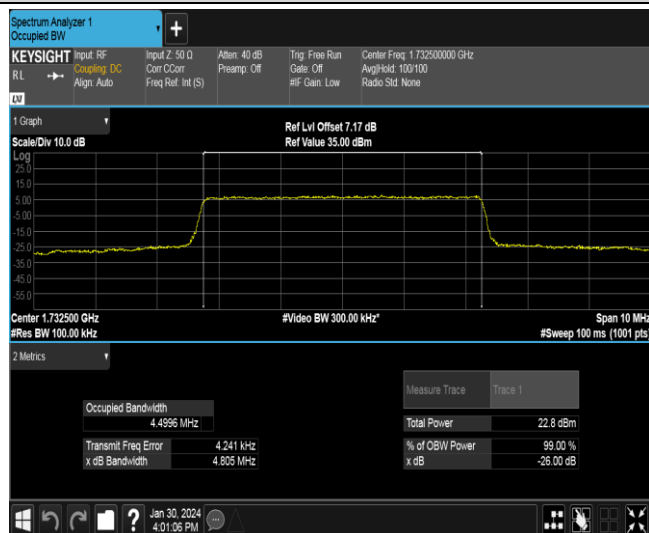 Spectrum Analyzer 1
Occupied BW
+
KEYSIGHT Input: RF Input Z: 50 Ω Atten: 40 dB Trig: Free Run Center Freq: 1.732500000 GHz
RL Coupling: DC Corr CCorr Preamp: Off Gate: Off Avg|Hold: 100/100
Align: Auto Freq Ref: Int (S) #IF Gain: Low Radio Std: None
LXI
1 Graph Ref Lvl Offset 7.17 dB
Scale/Div 10.0 dB Ref Value 35.00 dBm
Log
25.0
15.0
5.00
-5.00
-15.0
-25.0
-35.0
-45.0
-55.0
Center 1.732500 GHz #Video BW 300.00 kHz* Span 10 MHz
#Res BW 100.00 kHz #Sweep 100 ms (1001 pts)
2 Metrics
Measure Trace Trace 1
Occupied Bandwidth
4.4996 MHz Total Power 22.8 dBm
Transmit Freq Error 4.241 kHz % of OBW Power 99.00 %
x dB Bandwidth 4.805 MHz x dB -26.00 dB
? Jan 30, 2024
4:01:06 PM